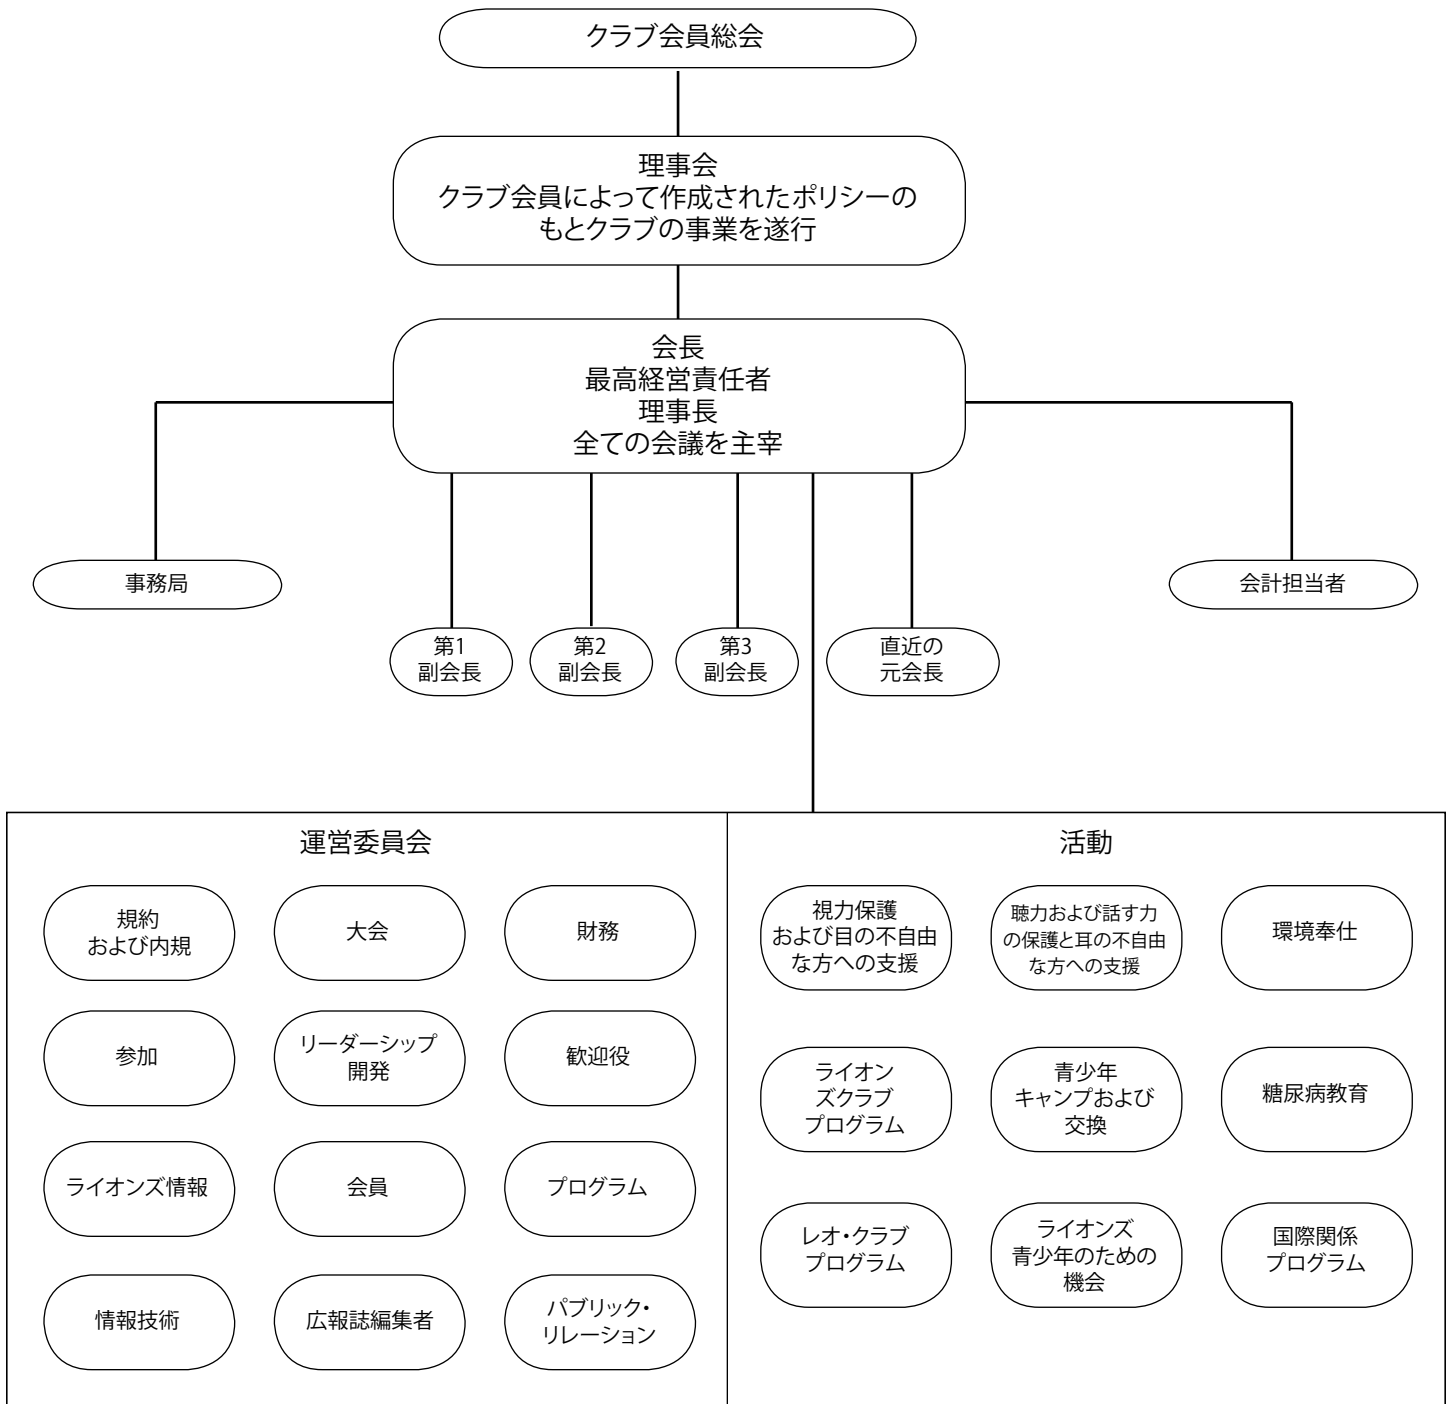 クラブ会員総会
理事会
クラブ会員によって作成されたポリシーの
もとクラブの事業を遂行
会長
最高経営責任者
理事長
全ての会議を主宰
事務局
会計担当者
第1
副会長
第2
副会長
第3
副会長
直近の
元会長
運営委員会
規約
および内規
大会
財務
参加
リーダーシップ
開発
歓迎役
ライオンズ情報
会員
プログラム
情報技術
広報誌編集者
パブリック・
リレーション
活動
視力保護
および目の不自由
な方への支援
聴力および話す力
の保護と耳の不自由
な方への支援
環境奉仕
ライオン
ズクラブ
プログラム
青少年
キャンプおよび
交換
糖尿病教育
レオ・クラブ
プログラム
ライオンズ
青少年のための
機会
国際関係
プログラム